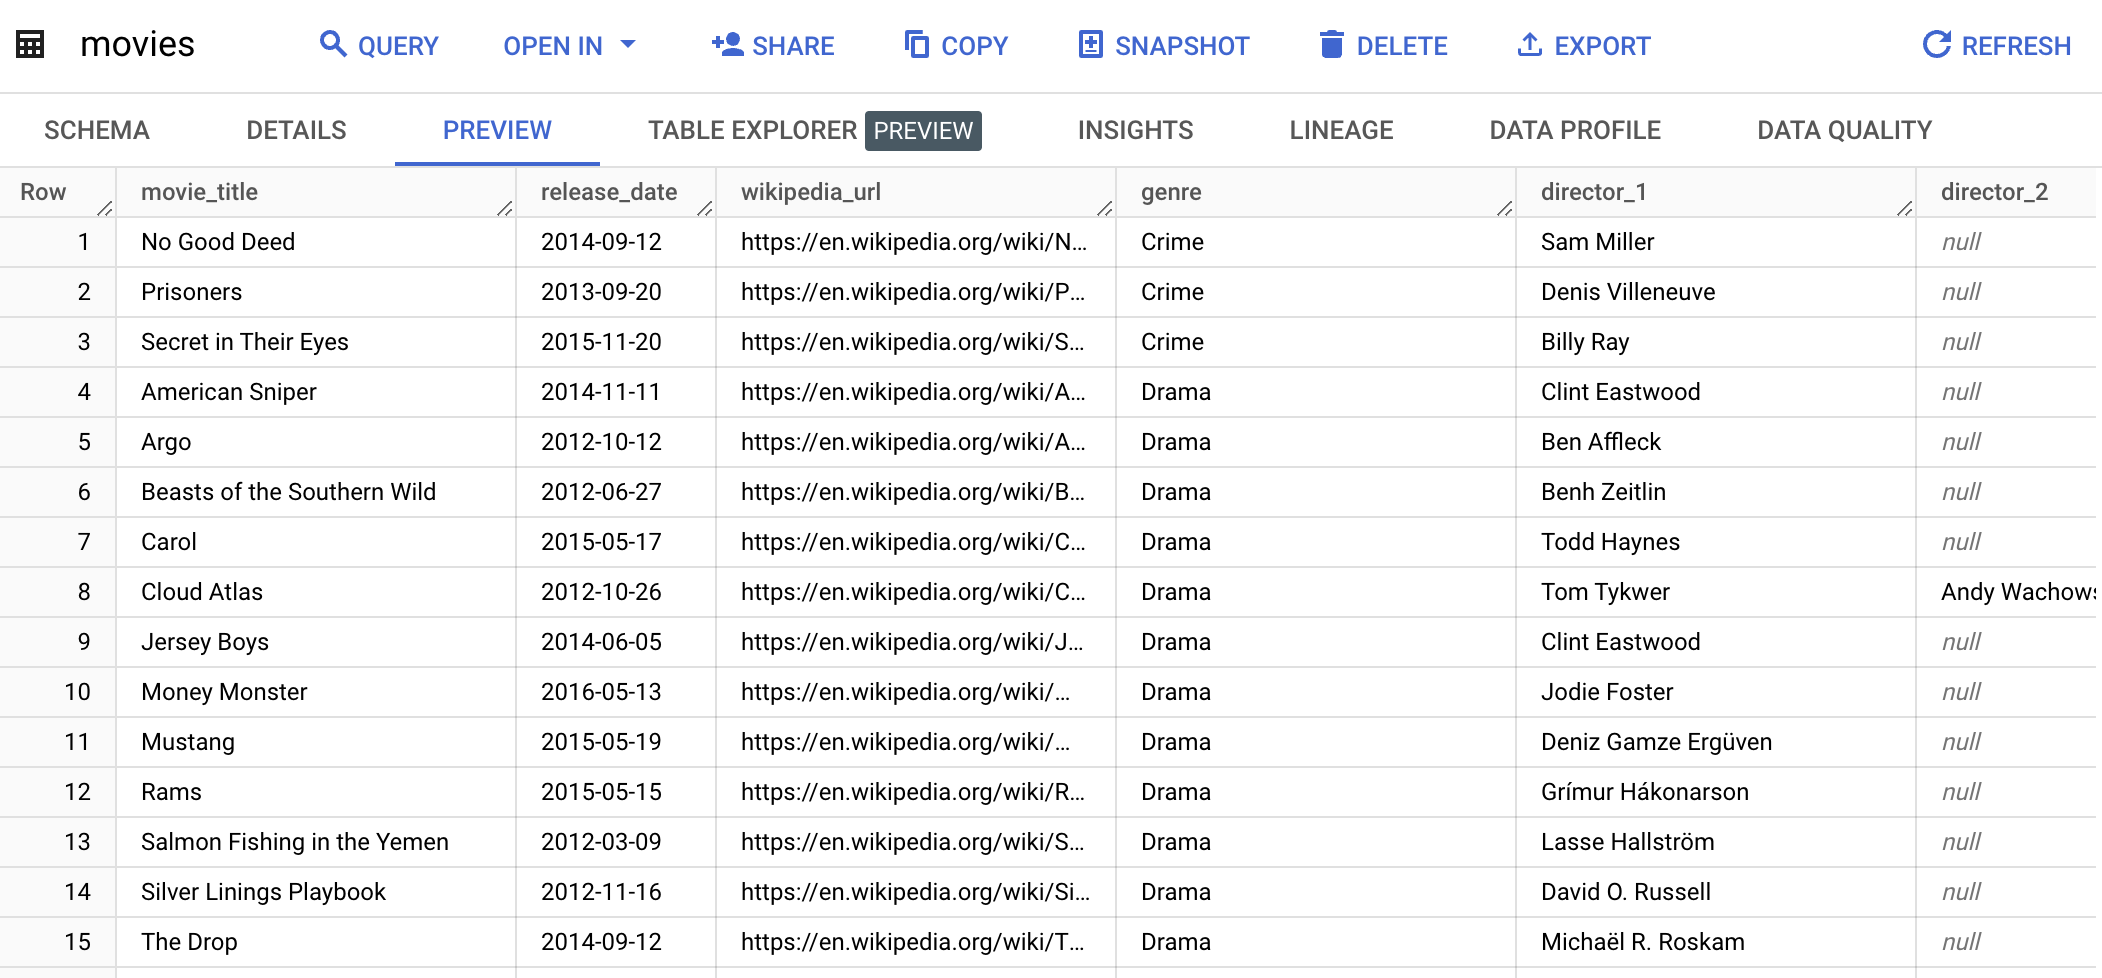 movies QUERY OPEN IN SHARE COPY SNAPSHOT DELETE EXPORT REFRESH
SCHEMA DETAILS PREVIEW TABLE EXPLORER PREVIEW INSIGHTS LINEAGE DATA PROFILE DATA QUALITY
Row movie_title release_date wikipedia_url genre director_1 director_2
1 No Good Deed 2014-09-12 https://en.wikipedia.org/wiki/N... Crime Sam Miller null
2 Prisoners 2013-09-20 https://en.wikipedia.org/wiki/P... Crime Denis Villeneuve null
3 Secret in Their Eyes 2015-11-20 https://en.wikipedia.org/wiki/S... Crime Billy Ray null
4 American Sniper 2014-11-11 https://en.wikipedia.org/wiki/A... Drama Clint Eastwood null
5 Argo 2012-10-12 https://en.wikipedia.org/wiki/A... Drama Ben Affleck null
6 Beasts of the Southern Wild 2012-06-27 https://en.wikipedia.org/wiki/B... Drama Benh Zeitlin null
7 Carol 2015-05-17 https://en.wikipedia.org/wiki/C... Drama Todd Haynes null
8 Cloud Atlas 2012-10-26 https://en.wikipedia.org/wiki/C... Drama Tom Tykwer Andy Wachows
9 Jersey Boys 2014-06-05 https://en.wikipedia.org/wiki/J... Drama Clint Eastwood null
10 Money Monster 2016-05-13 https://en.wikipedia.org/wiki/... Drama Jodie Foster null
11 Mustang 2015-05-19 https://en.wikipedia.org/wiki/... Drama Deniz Gamze Ergüven null
12 Rams 2015-05-15 https://en.wikipedia.org/wiki/R... Drama Grímur Hákonarson null
13 Salmon Fishing in the Yemen 2012-03-09 https://en.wikipedia.org/wiki/S... Drama Lasse Hallström null
14 Silver Linings Playbook 2012-11-16 https://en.wikipedia.org/wiki/Si... Drama David O. Russell null
15 The Drop 2014-09-12 https://en.wikipedia.org/wiki/T... Drama Michaël R. Roskam null